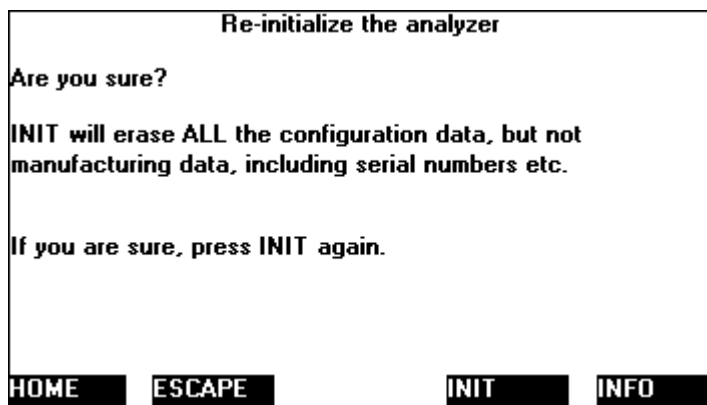 Re-initialize the analyzer
Are you sure?
INIT will erase ALL the configuration data, but not
manufacturing data, including serial numbers etc.
If you are sure, press INIT again.
HOME ESCAPE INIT INFO